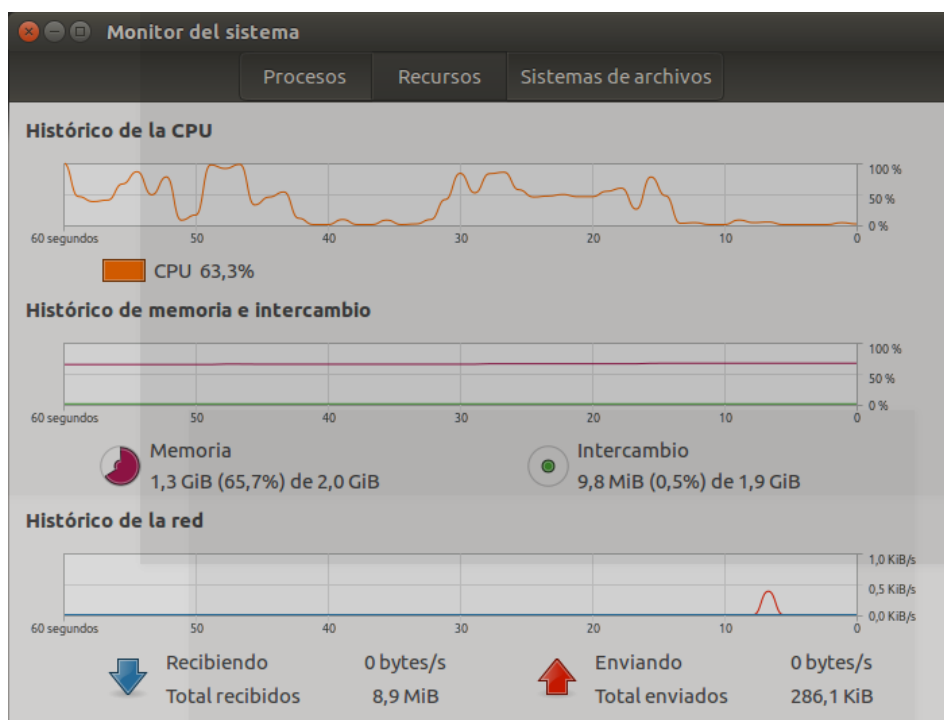 Monitor del sistema
Procesos Recursos Sistemas de archivos
Histórico de la CPU
100 %
50 %
0 %
60 segundos 50 40 30 20 10 0
CPU 63,3%
Histórico de memoria e intercambio
100 %
50 %
0 %
60 segundos 50 40 30 20 10 0
Memoria
1,3 GiB (65,7%) de 2,0 GiB
Intercambio
9,8 MiB (0,5%) de 1,9 GiB
Histórico de la red
1,0 KiB/s
0,5 KiB/s
0,0 KiB/s
60 segundos 50 40 30 20 10 0
Recibiendo 0 bytes/s
Total recibidos 8,9 MiB
Enviando 0 bytes/s
Total enviados 286,1 KiB